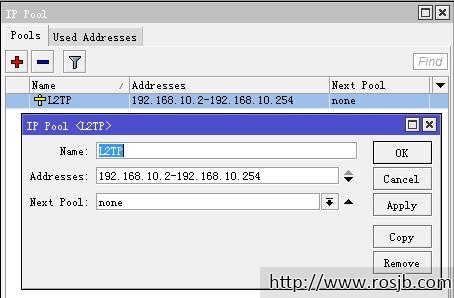 IP Pool
Pools Used Addresses
Find
Name Addresses Next Pool
L2TP 192.168.10.2-192.168.10.254 none
IP Pool <L2TP>
Name: L2TP OK
Addresses: 192.168.10.2-192.168.10.254 Cancel
Next Pool: none Apply
Copy
Remove
http://www.rosjb.com